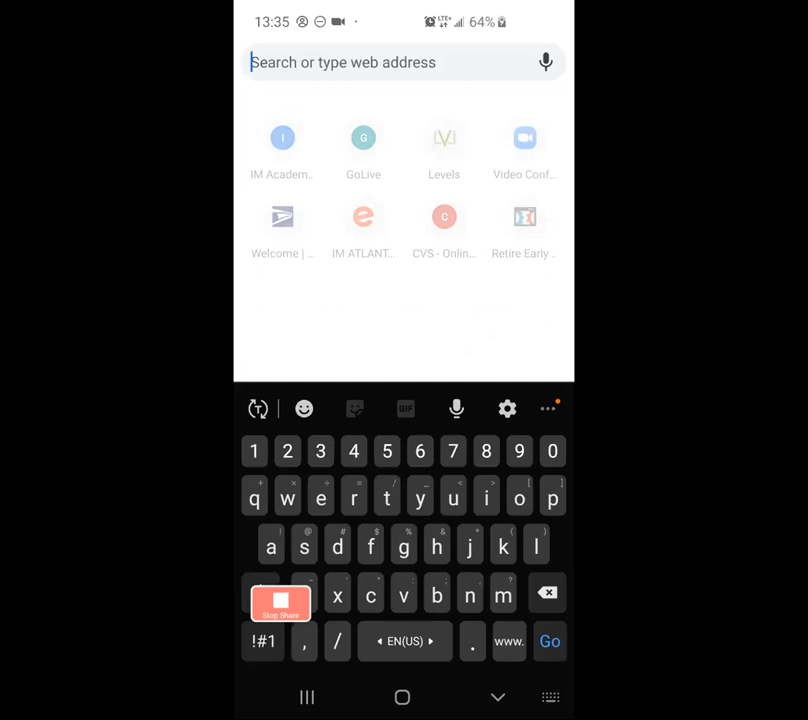 13:35 LTE+ 64%
Search or type web address
I G
IM Academ.. GoLive Levels Video Conf...
e C
Welcome | ... IM ATLANT... CVS - Onlin... Retire Early .
T GIF
1 2 3 4 5 6 7 8 9 0
+ × ÷ = / _ < > [ ]
q w e r t y u i o p
! @ # $ % ^ & * ( )
a s d f g h j k l
- ' " : ; , ?
x c v b n m
Stop Share
!#1 , / EN(US) . www. Go